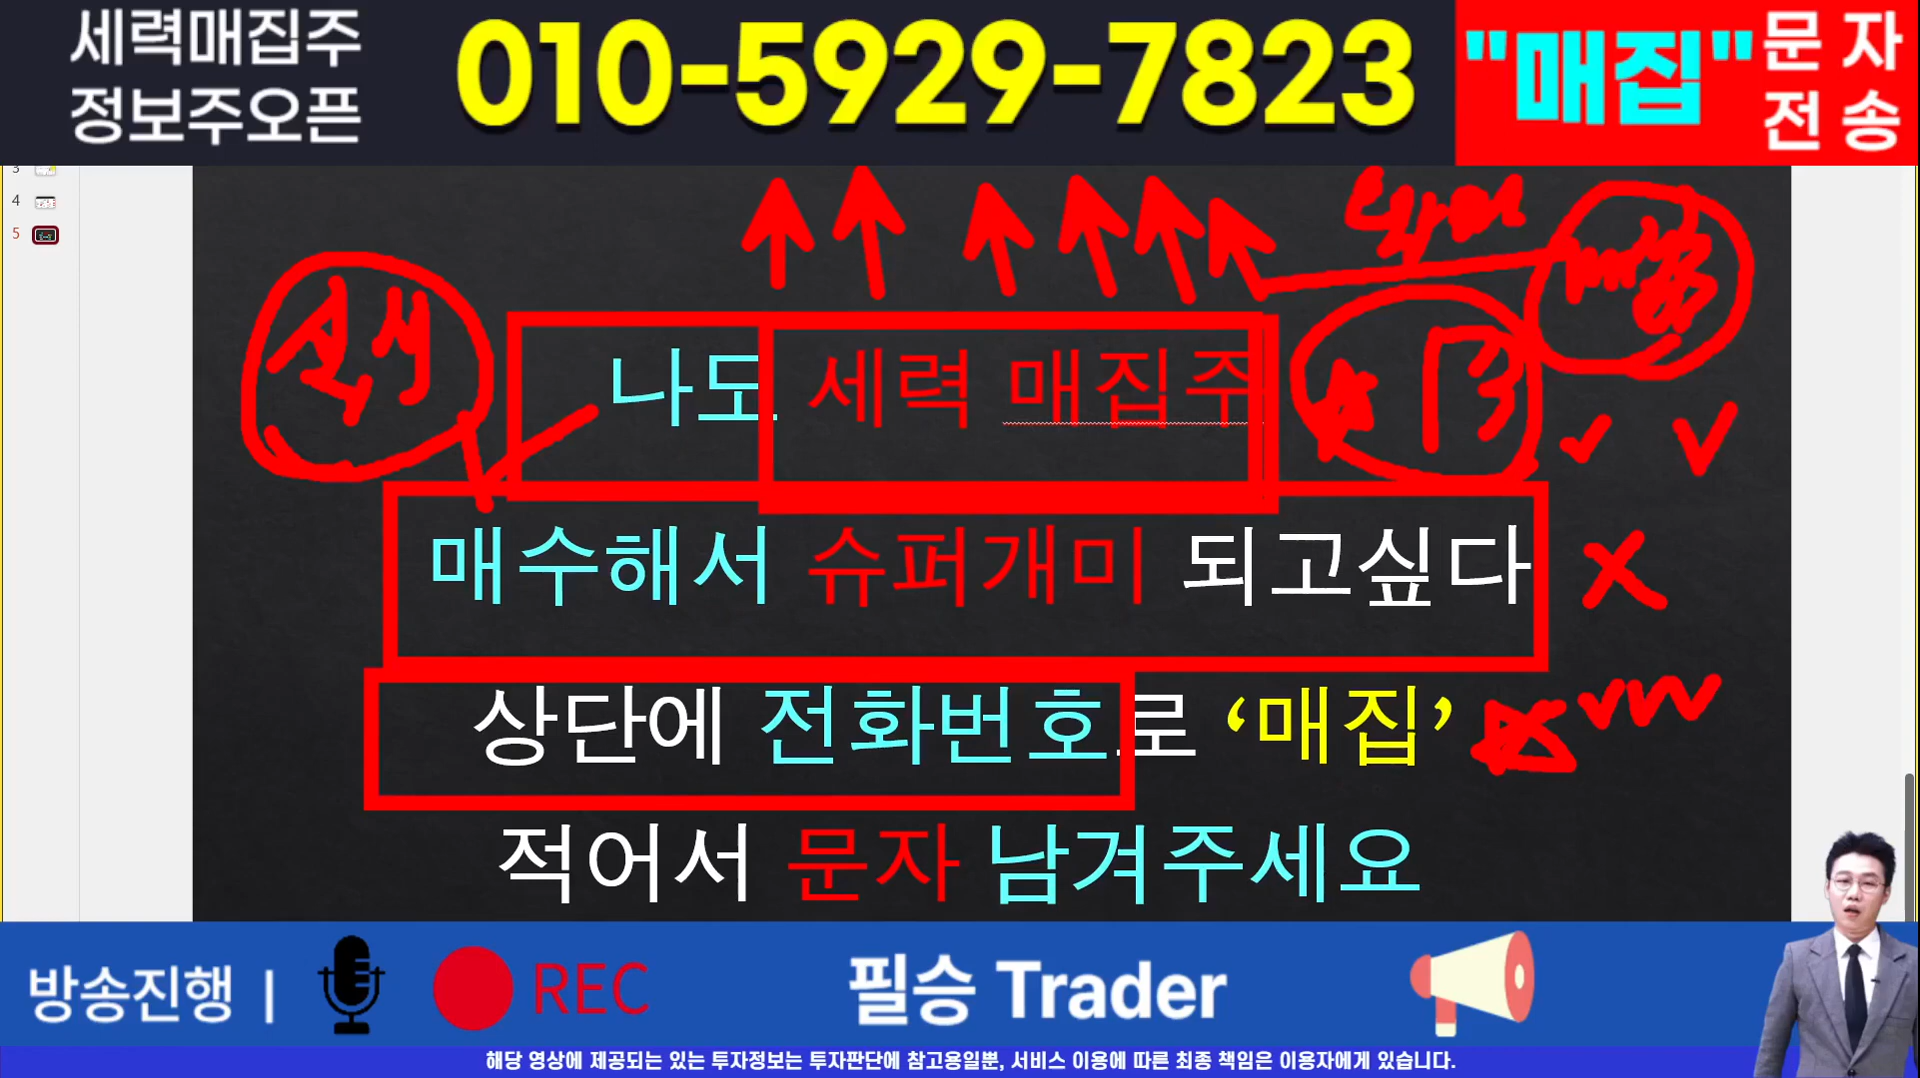 세력매집주
정보주오픈
010-5929-7823
"매집"
문자
전송
3
4
5
나도 세력 매집주
매수해서 슈퍼개미 되고싶다
상단에 전화번호로 ‘매집’
적어서 문자 남겨주세요
방송진행 |
REC
필승 Trader
해당 영상에 제공되는 있는 투자정보는 투자판단에 참고용일뿐, 서비스 이용에 따른 최종 책임은 이용자에게 있습니다.